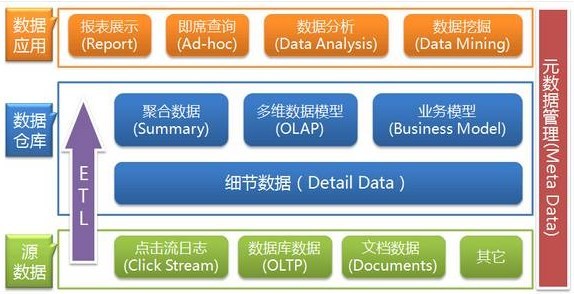 数据
应用
报表展示
(Report)
即席查询
(Ad-hoc)
数据分析
(Data Analysis)
数据挖掘
(Data Mining)
数据
仓库
聚合数据
(Summary)
多维数据模型
(OLAP)
业务模型
(Business Model)
细节数据（Detail Data）
ETL
源
数据
点击流日志
(Click Stream)
数据库数据
(OLTP)
文档数据
(Documents)
其它
元数据管理(Meta Data)